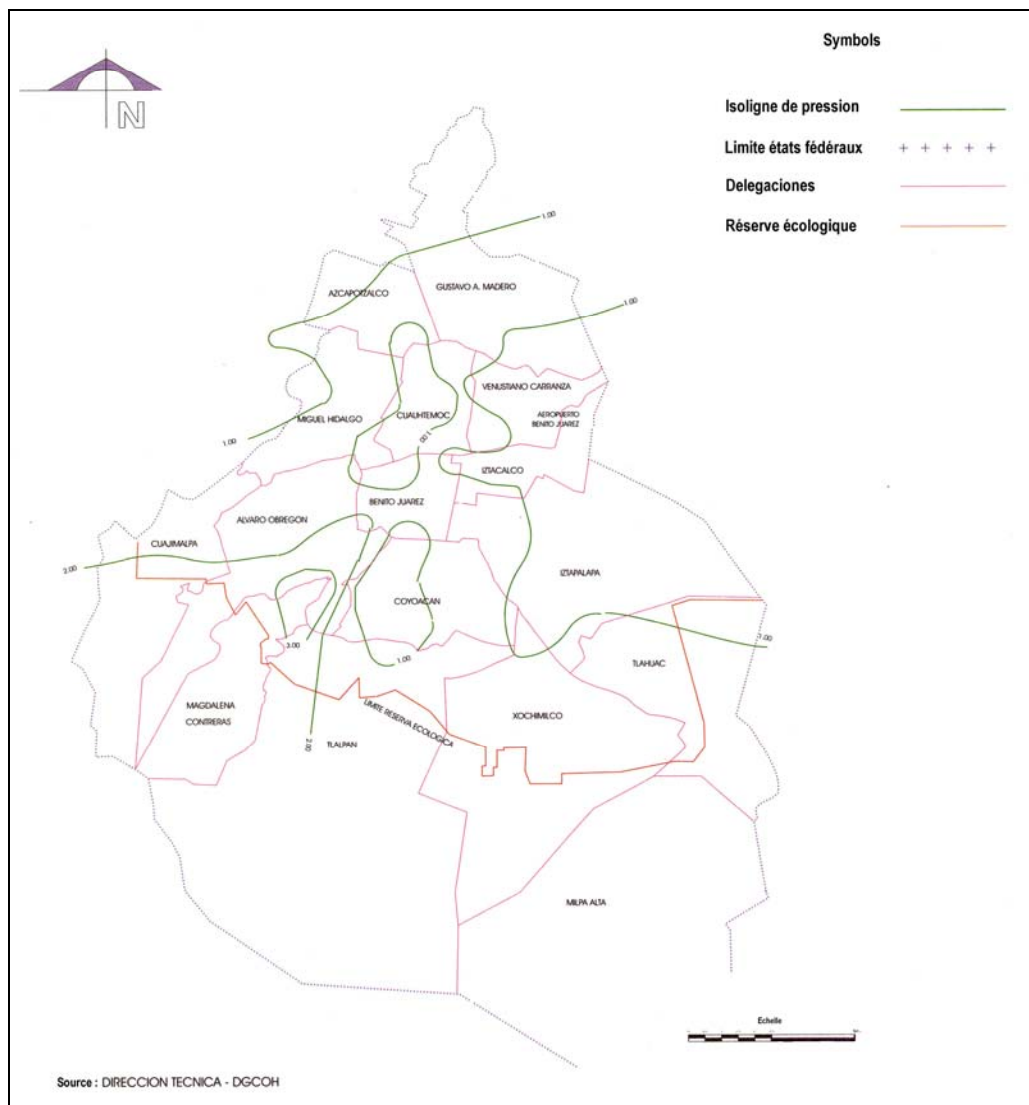 Symbols
Isoligne de pression
Limite états fédéraux
Delegaciones
Réserve écologique
N
1.00
GUSTAVO A. MADERO
AZCAPOTZALCO
1.00
VENUSTIANO CARRANZA
CUAUHTEMOC
AEROPUERTO
BENITO JUAREZ
MIGUEL HIDALGO
1.00
1.00
IZTACALCO
BENITO JUAREZ
ALVARO OBREGON
CUAJIMALPA
2.00
IZTAPALAPA
COYOACAN
1.00
3.00
1.00
TLAHUAC
MAGDALENA
CONTRERAS
LIMITE RESERVA ECOLOGICA
XOCHIMILCO
2.00
TLALPAN
MILPA ALTA
Echelle
Source : DIRECCION TECNICA - DGCOH